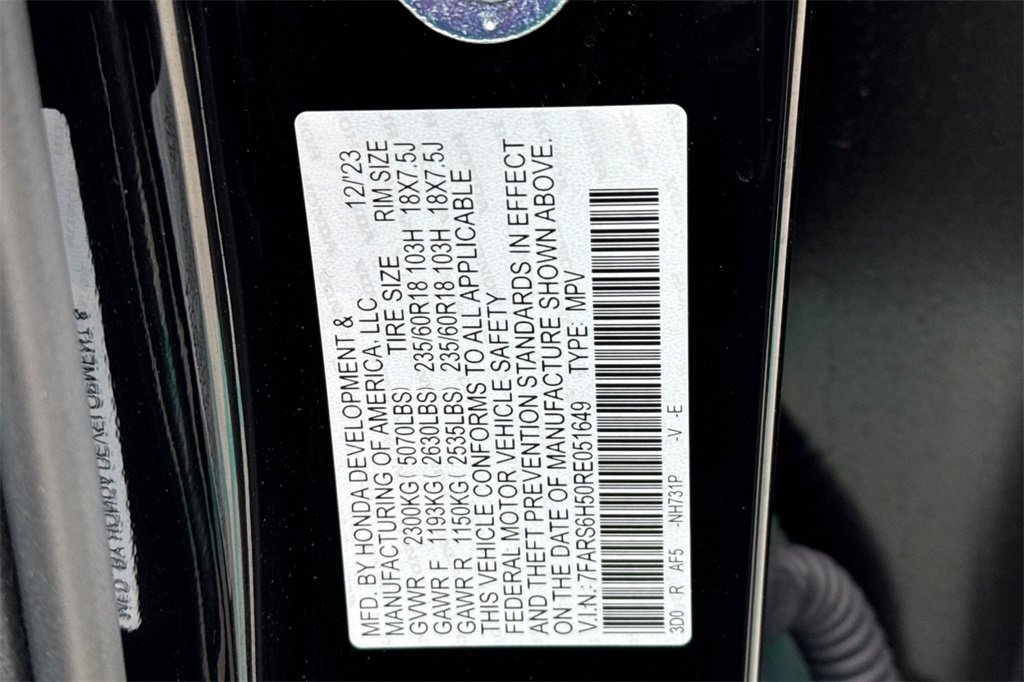 MFD. BY HONDA DEVELOPMENT &
MANUFACTURING OF AMERICA, LLC 12/'23
TIRE SIZE RIM SIZE
GVWR 2300KG ( 5070LBS) 235/60R18 103H 18X7.5J
GAWR F 1193KG ( 2630LBS) 235/60R18 103H 18X7.5J
GAWR R 1150KG ( 2535LBS)
THIS VEHICLE CONFORMS TO ALL APPLICABLE
FEDERAL MOTOR VEHICLE SAFETY
AND THEFT PREVENTION STANDARDS IN EFFECT
ON THE DATE OF MANUFACTURE SHOWN ABOVE.
V.I.N.: 7FARS6H50RE051649 TYPE: MPV
3D0 R AF5 -NH731P -V -E